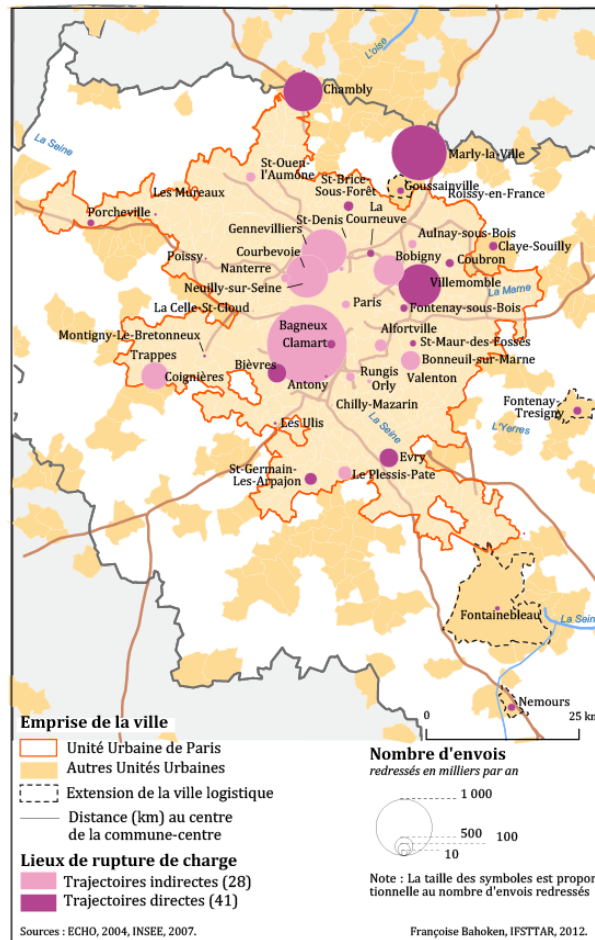 L'oise
Chambly
La Seine
Marly-la-Ville
St-Ouen-
l'Aumône
St-Brice-
Sous-Forêt
Goussainville
Roissy-en-France
Les Mureaux
Porcheville
St-Denis
La
Courneuve
Gennevilliers
Aulnay-sous-Bois
Claye-Souilly
Courbevoie
Bobigny
Coubron
Poissy
Nanterre
Villemomble
Neuilly-sur-Seine
La Marne
La Celle-St-Cloud
Paris
Fontenay-sous-Bois
Montigny-Le-Bretonneux
Bagneux
Alfortville
Clamart
St-Maur-des-Fossés
Trappes
Bièvres
Bonneuil-sur-Marne
Coignières
Antony
Rungis
Valenton
Orly
Chilly-Mazarin
Fontenay-
Tresigny
Les Ulis
La Seine
L'Yerres
Evry
St-Germain-
Les-Arpajon
Le Plessis-Pate
Fontainebleau
La Sein
Nemours
0
25 km
Emprise de la ville
Unité Urbaine de Paris
Autres Unités Urbaines
Extension de la ville logistique
Distance (km) au centre
de la commune-centre
Lieux de rupture de charge
Trajectoires indirectes (28)
Trajectoires directes (41)
Nombre d'envois
redressés en milliers par an
1 000
500
100
10
Note : La taille des symboles est propor
tionnelle au nombre d'envois redressés
Sources : ECHO, 2004, INSEE, 2007.
Françoise Bahoken, IFSTTAR, 2012.